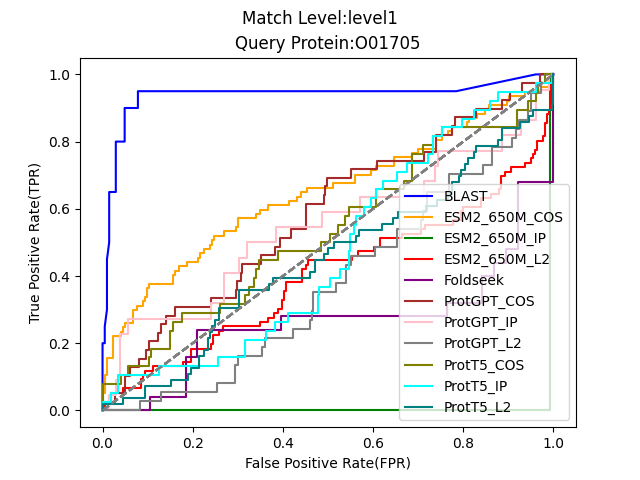 Match Level:level1
Query Protein:O01705
True Positive Rate(TPR)
1.0
0.8
0.6
0.4
0.2
0.0
0.0
0.2
0.4
0.6
0.8
1.0
False Positive Rate(FPR)
BLAST
ESM2_650M_COS
ESM2_650M_IP
ESM2_650M_L2
Foldseek
ProtGPT_COS
ProtGPT_IP
ProtGPT_L2
ProtT5_COS
ProtT5_IP
ProtT5_L2